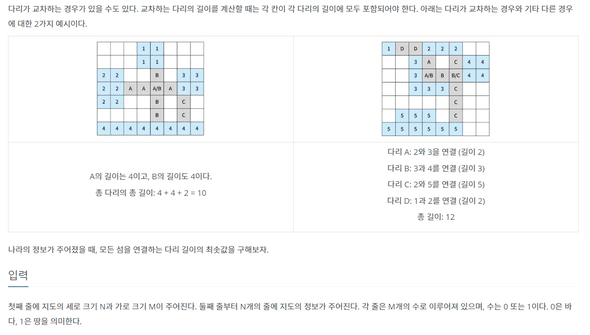 다리가 교차하는 경우가 있을 수도 있다. 교차하는 다리의 길이를 계산할 때는 각 칸이 각 다리의 길이에 모두 포함되어야 한다. 아래는 다리가 교차하는 경우와 기타 다른 경우
에 대한 2가지 예시이다.
1 1
1 1
2 2 B 3 3
2 2 A A A/B A 3 3
2 2 B C
B C
4 4 4 4 4 4 4 4
A의 길이는 4이고, B의 길이도 4이다.
총 다리의 총 길이: 4 + 4 + 2 = 10
1 D D 2 2 2
3 A C 4 4
3 A/B B B/C 4 4
3 3 3 C
C
5 5 5 C
5 5 5 5 5 5
다리 A: 2와 3을 연결 (길이 2)
다리 B: 3과 4를 연결 (길이 3)
다리 C: 2와 5를 연결 (길이 5)
다리 D: 1과 2를 연결 (길이 2)
총 길이: 12
나라의 정보가 주어졌을 때, 모든 섬을 연결하는 다리 길이의 최솟값을 구해보자.
입력
첫째 줄에 지도의 세로 크기 N과 가로 크기 M이 주어진다. 둘째 줄부터 N개의 줄에 지도의 정보가 주어진다. 각 줄은 M개의 수로 이루어져 있으며, 수는 0 또는 1이다. 0은 바
다, 1은 땅을 의미한다.